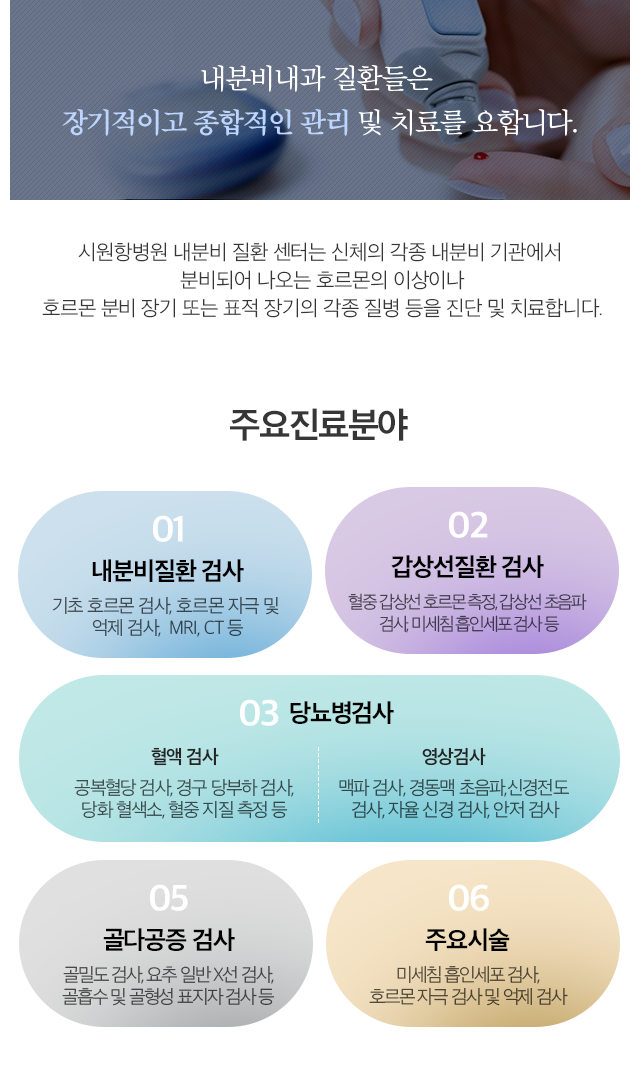 내분비내과 질환들은
장기적이고 종합적인 관리 및 치료를 요합니다.
시원항병원 내분비 질환 센터는 신체의 각종 내분비 기관에서
분비되어 나오는 호르몬의 이상이나
호르몬 분비 장기 또는 표적 장기의 각종 질병 등을 진단 및 치료합니다.
주요진료분야
01
내분비질환 검사
기초 호르몬 검사, 호르몬 자극 및
억제 검사, MRI, CT 등
02
갑상선질환 검사
혈중 갑상선 호르몬 측정, 갑상선 초음파
검사, 미세침 흡인세포 검사 등
03 당뇨병검사
혈액 검사
공복혈당 검사, 경구 당부하 검사,
당화 혈색소, 혈중 지질 측정 등
영상검사
맥파 검사, 경동맥 초음파,신경전도
검사, 자율 신경 검사, 안저 검사
05
골다공증 검사
골밀도 검사, 요추 일반 X선 검사,
골흡수 및 골형성 표지자 검사 등
06
주요시술
미세침 흡인세포 검사,
호르몬 자극 검사 및 억제 검사